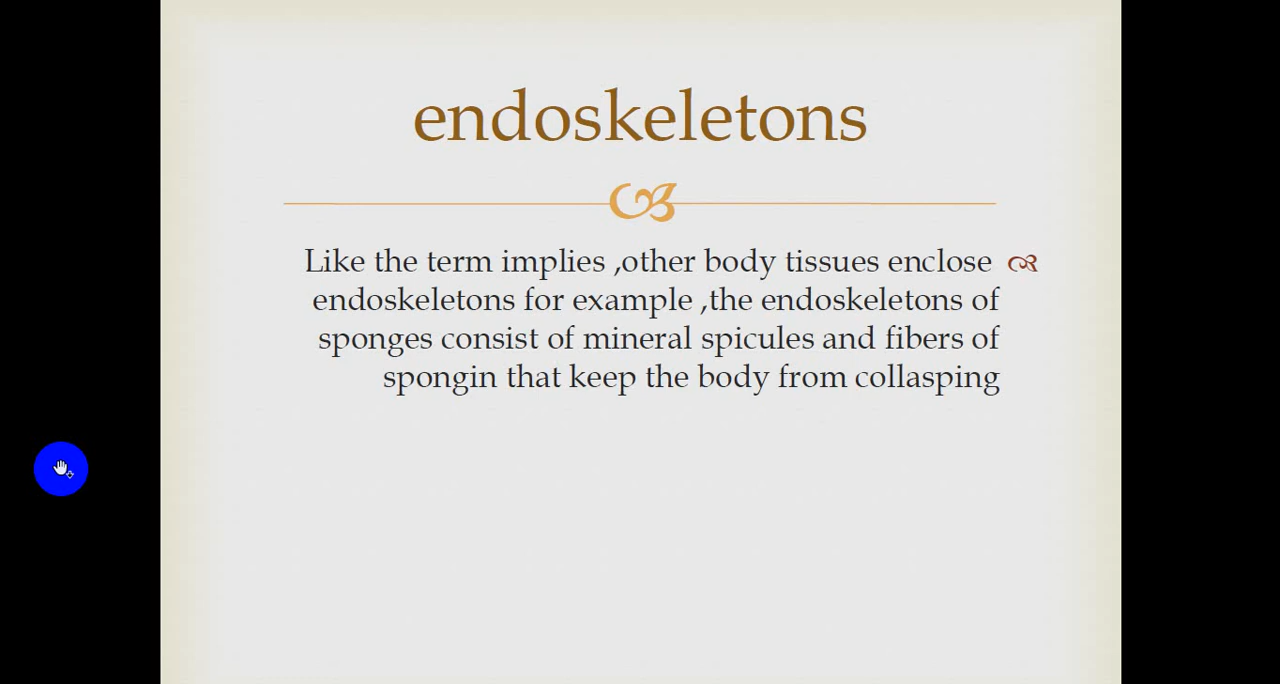 endoskeletons
Like the term implies ,other body tissues enclose
endoskeletons for example ,the endoskeletons of
sponges consist of mineral spicules and fibers of
spongin that keep the body from collasping